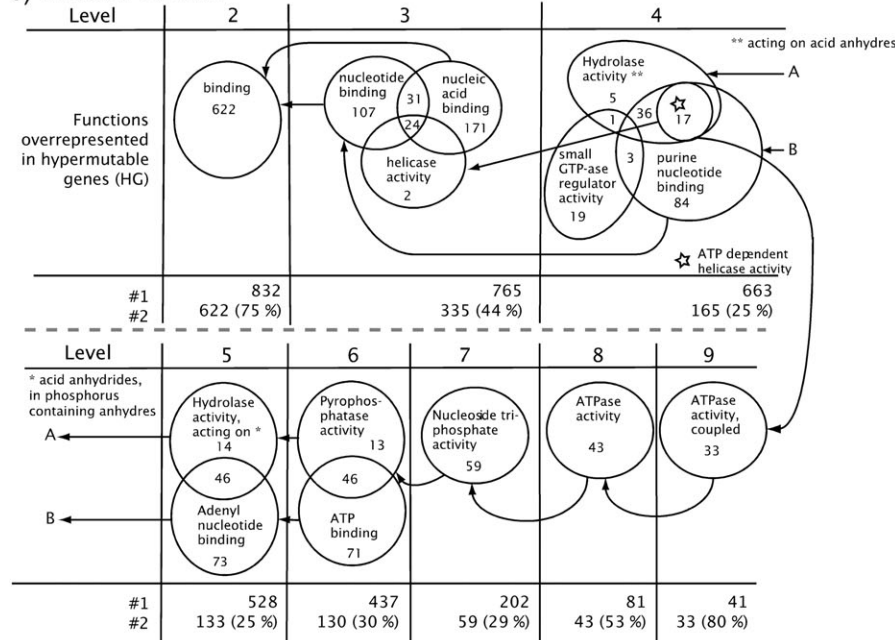 Level 2 3 4
** acting on acid anhydres
Functions
overrepresented
in hypermutable
genes (HG)
binding
622
nucleotide
binding
107
31
nucleic
acid
binding
171
24
helicase
activity
2
Hydrolase
activity **
5
1
36
17
3
small
GTP-ase
regulator
activity
19
purine
nucleotide
binding
84
A
B
ATP dependent
helicase activity
#1 832 765 663
#2 622 (75 %) 335 (44 %) 165 (25 %)
Level 5 6 7 8 9
* acid anhydrides,
in phosphorus
containing anhydres
A
B
Hydrolase
activity,
acting on *
14
46
Adenyl
nucleotide
binding
73
Pyrophos-
phatase
activity
13
46
ATP
binding
71
Nucleoside tri-
phosphate
activity
59
ATPase
activity
43
ATPase
activity,
coupled
33
#1 528 437 202 81 41
#2 133 (25 %) 130 (30 %) 59 (29 %) 43 (53 %) 33 (80 %)